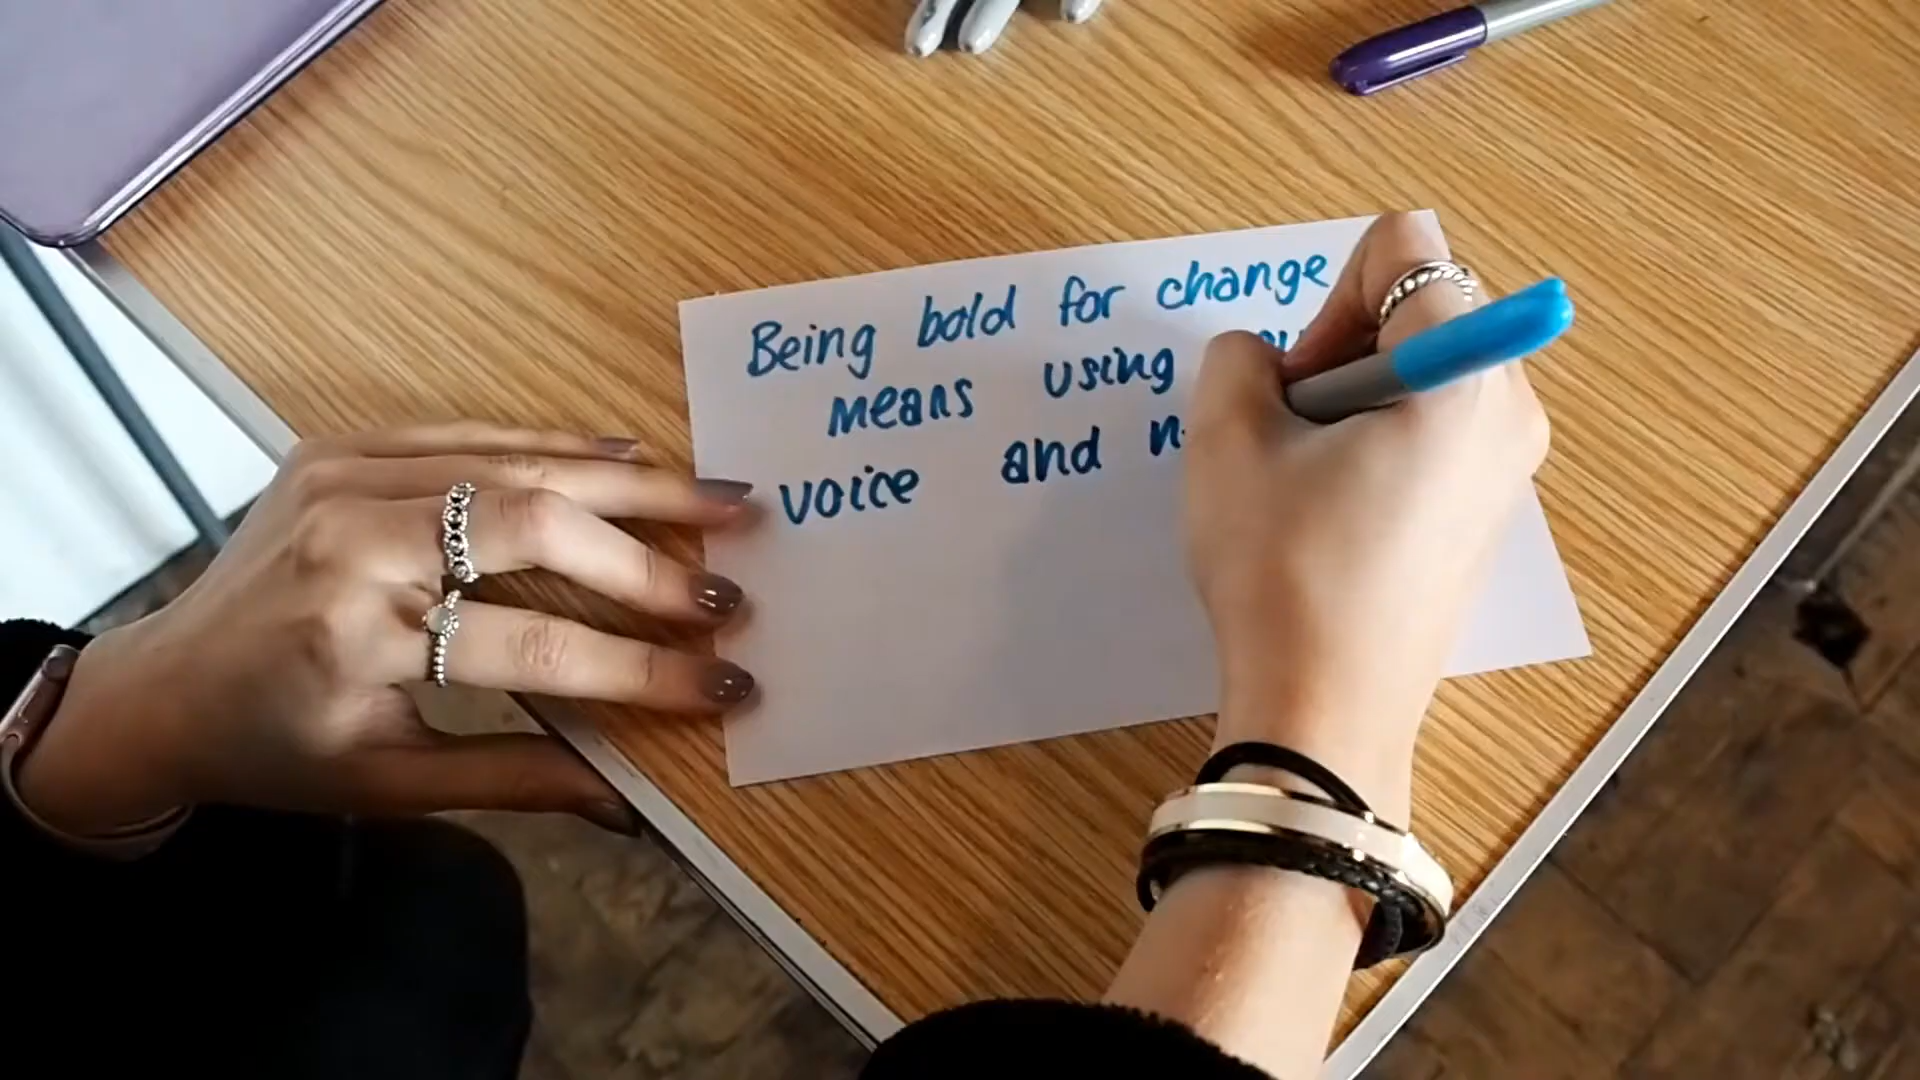 Being bold for change
means using
voice and